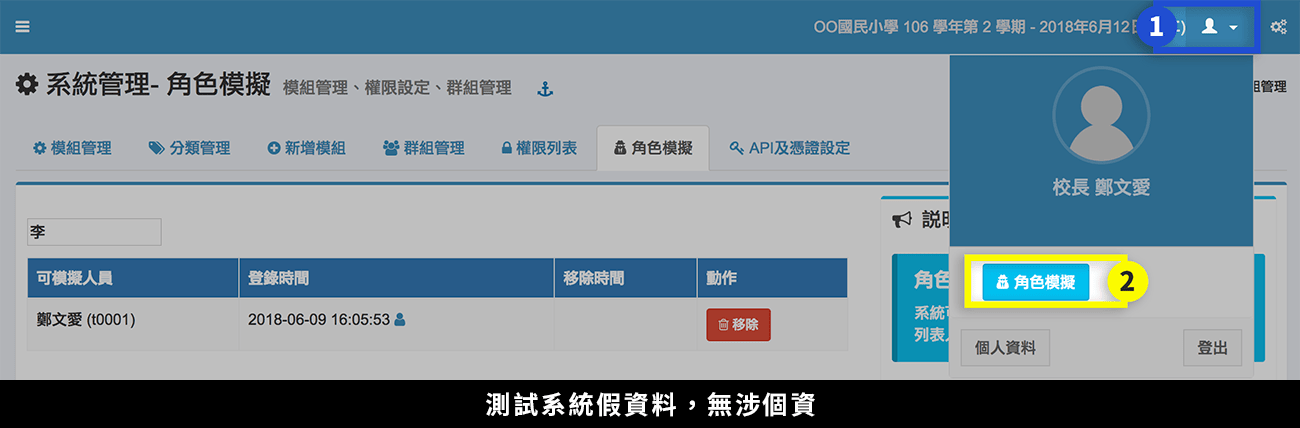 OO國民小學 106 學年第 2 學期 - 2018年6月12日
1
系統管理- 角色模擬 模組管理、權限設定、群組管理
組管理
模組管理 分類管理 新增模組 群組管理 權限列表 角色模擬 API及憑證設定
校長 鄭文愛
李
説明
可模擬人員 登錄時間 移除時間 動作
鄭文愛 (t0001) 2018-06-09 16:05:53 移除
角色
角色模擬
2
系統
列表
個人資料 登出
測試系統假資料，無涉個資